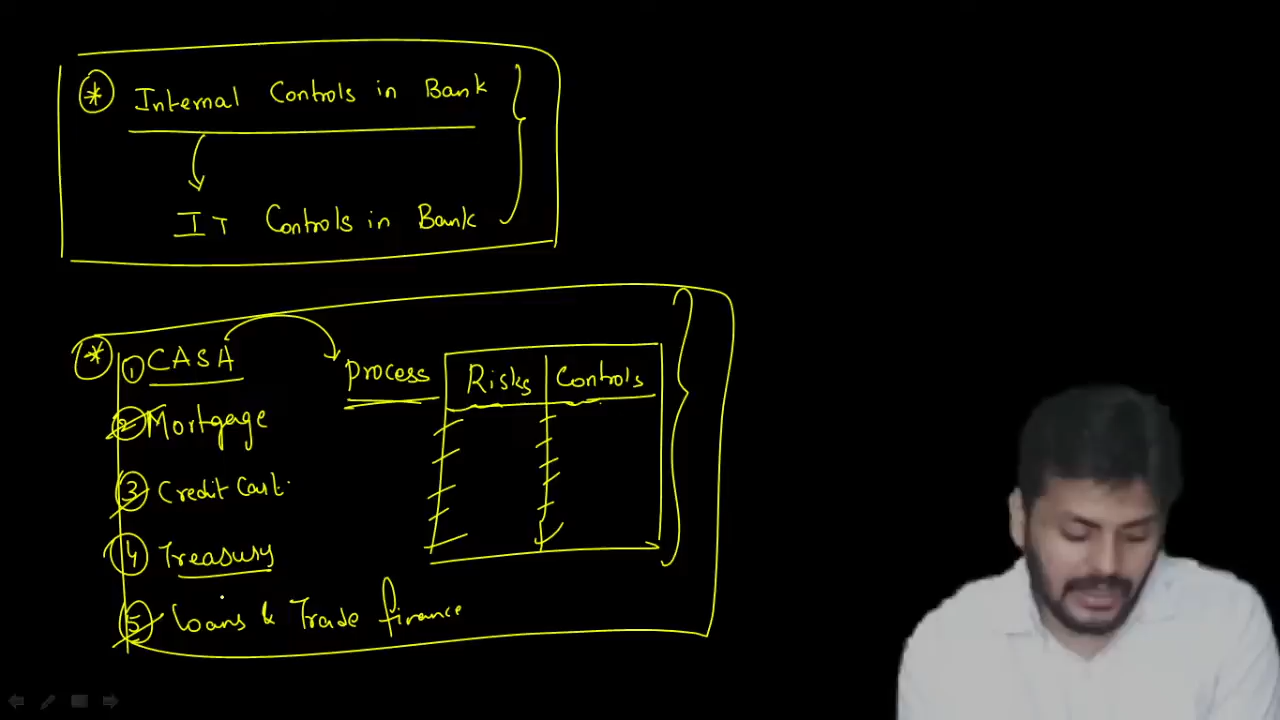 * Internal Controls in Bank
IT Controls in Bank
* 1 CASA
process Risks Controls
2 Mortgage
3 Credit Cart
4 Treasury
5 Loans & Trade finance